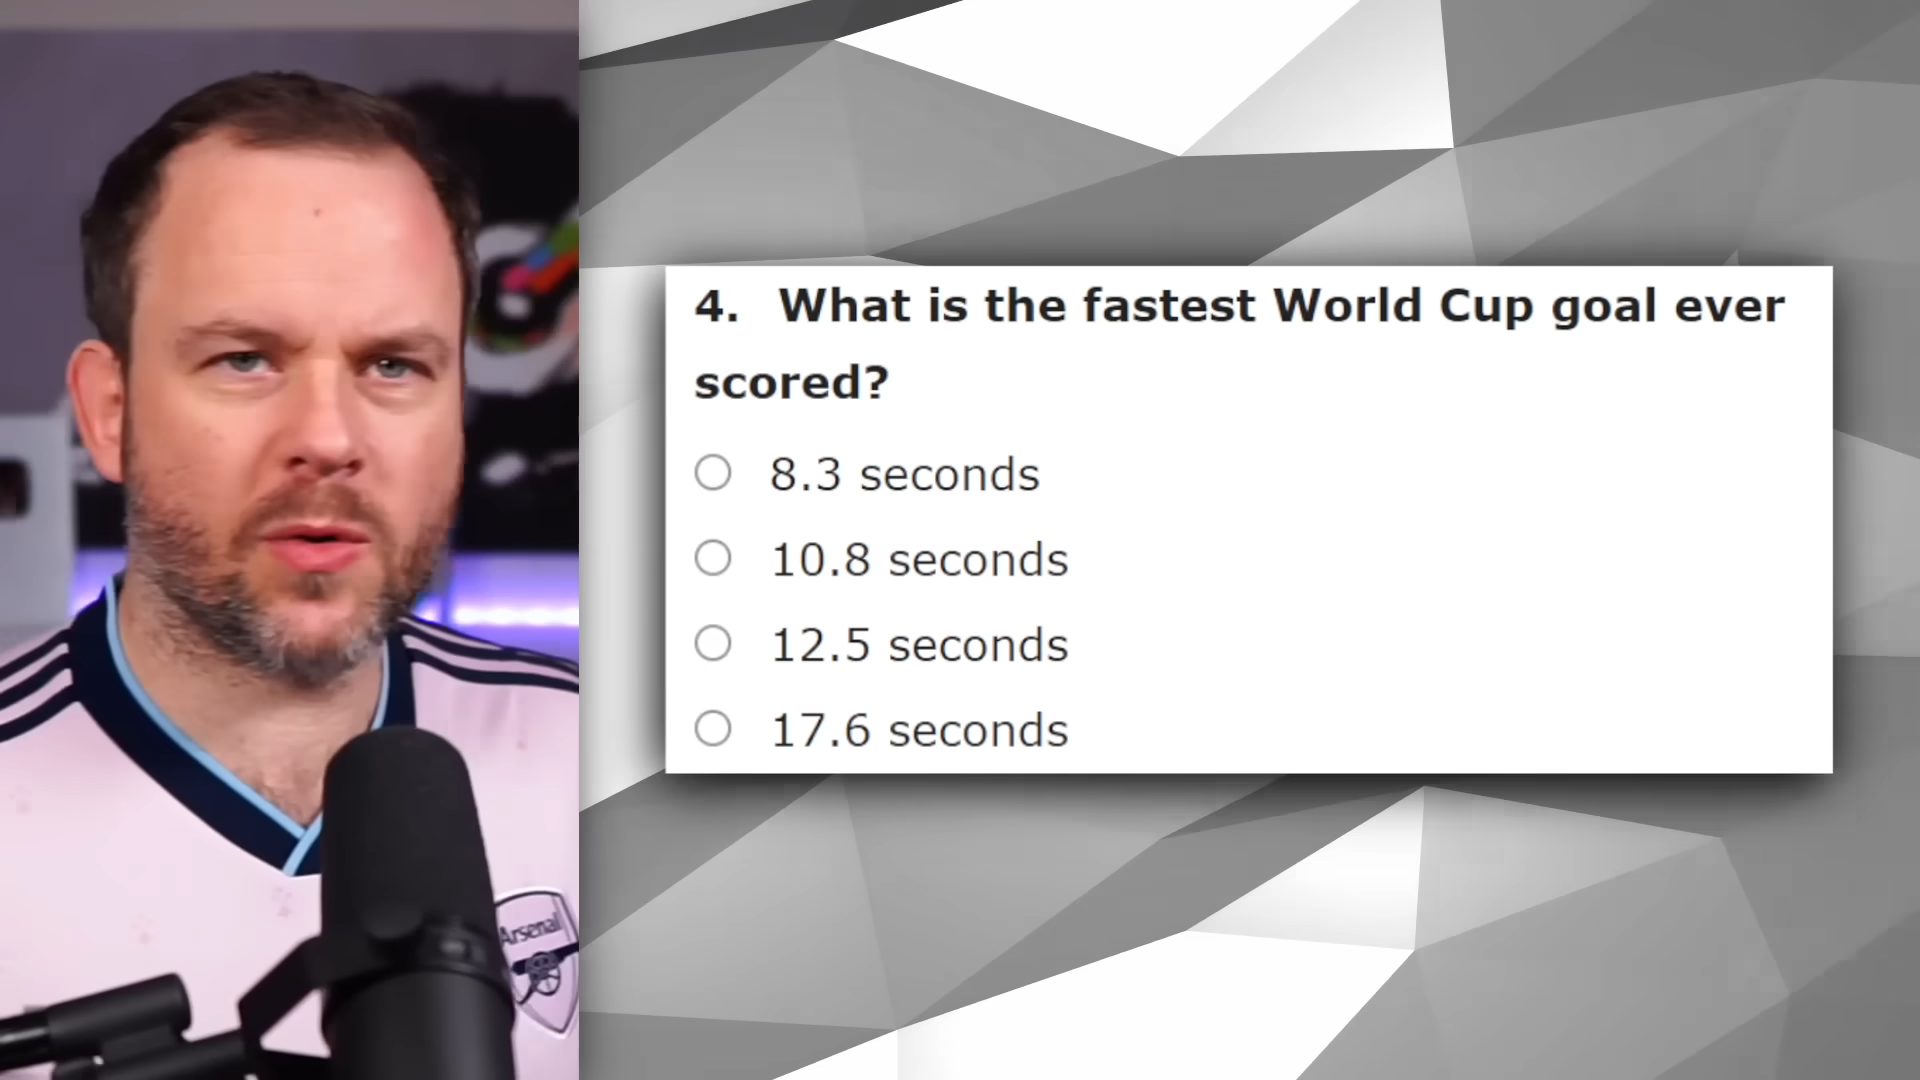 4. What is the fastest World Cup goal ever
scored?
8.3 seconds
10.8 seconds
12.5 seconds
17.6 seconds
Arsenal